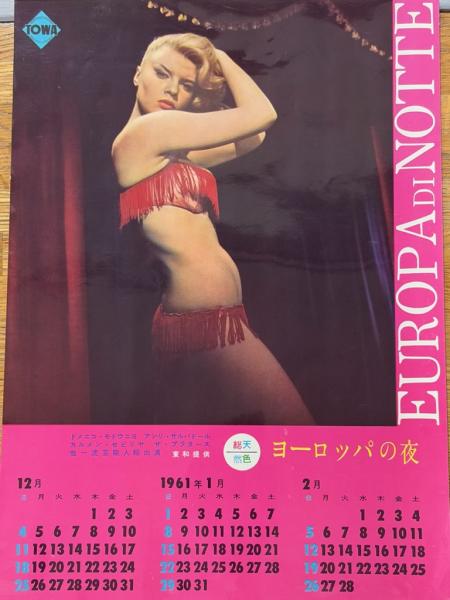 TOWA
EUROPA DI NOTTE
ドメニコ・モドウニヨ アンリ・サルバドール
カルメン・セビリヤ ザ・プラタース
他一流芸能人総出演 東和提供
総天
然色
ヨーロッパの夜
12月
日 月 火 水 木 金 土
1 2 3
4 5 6 7 8 9 10
11 12 13 14 15 16 17
18 19 20 21 22 23 24
25 26 27 28 29 30 31
1961年1月
日 月 火 水 木 金 土
1 2 3 4 5 6 7
8 9 10 11 12 13 14
15 16 17 18 19 20 21
22 23 24 25 26 27 28
29 30 31
2月
日 月 火 水 木 金 土
1 2 3 4
5 6 7 8 9 10 11
12 13 14 15 16 17 18
19 20 21 22 23 24 25
26 27 28